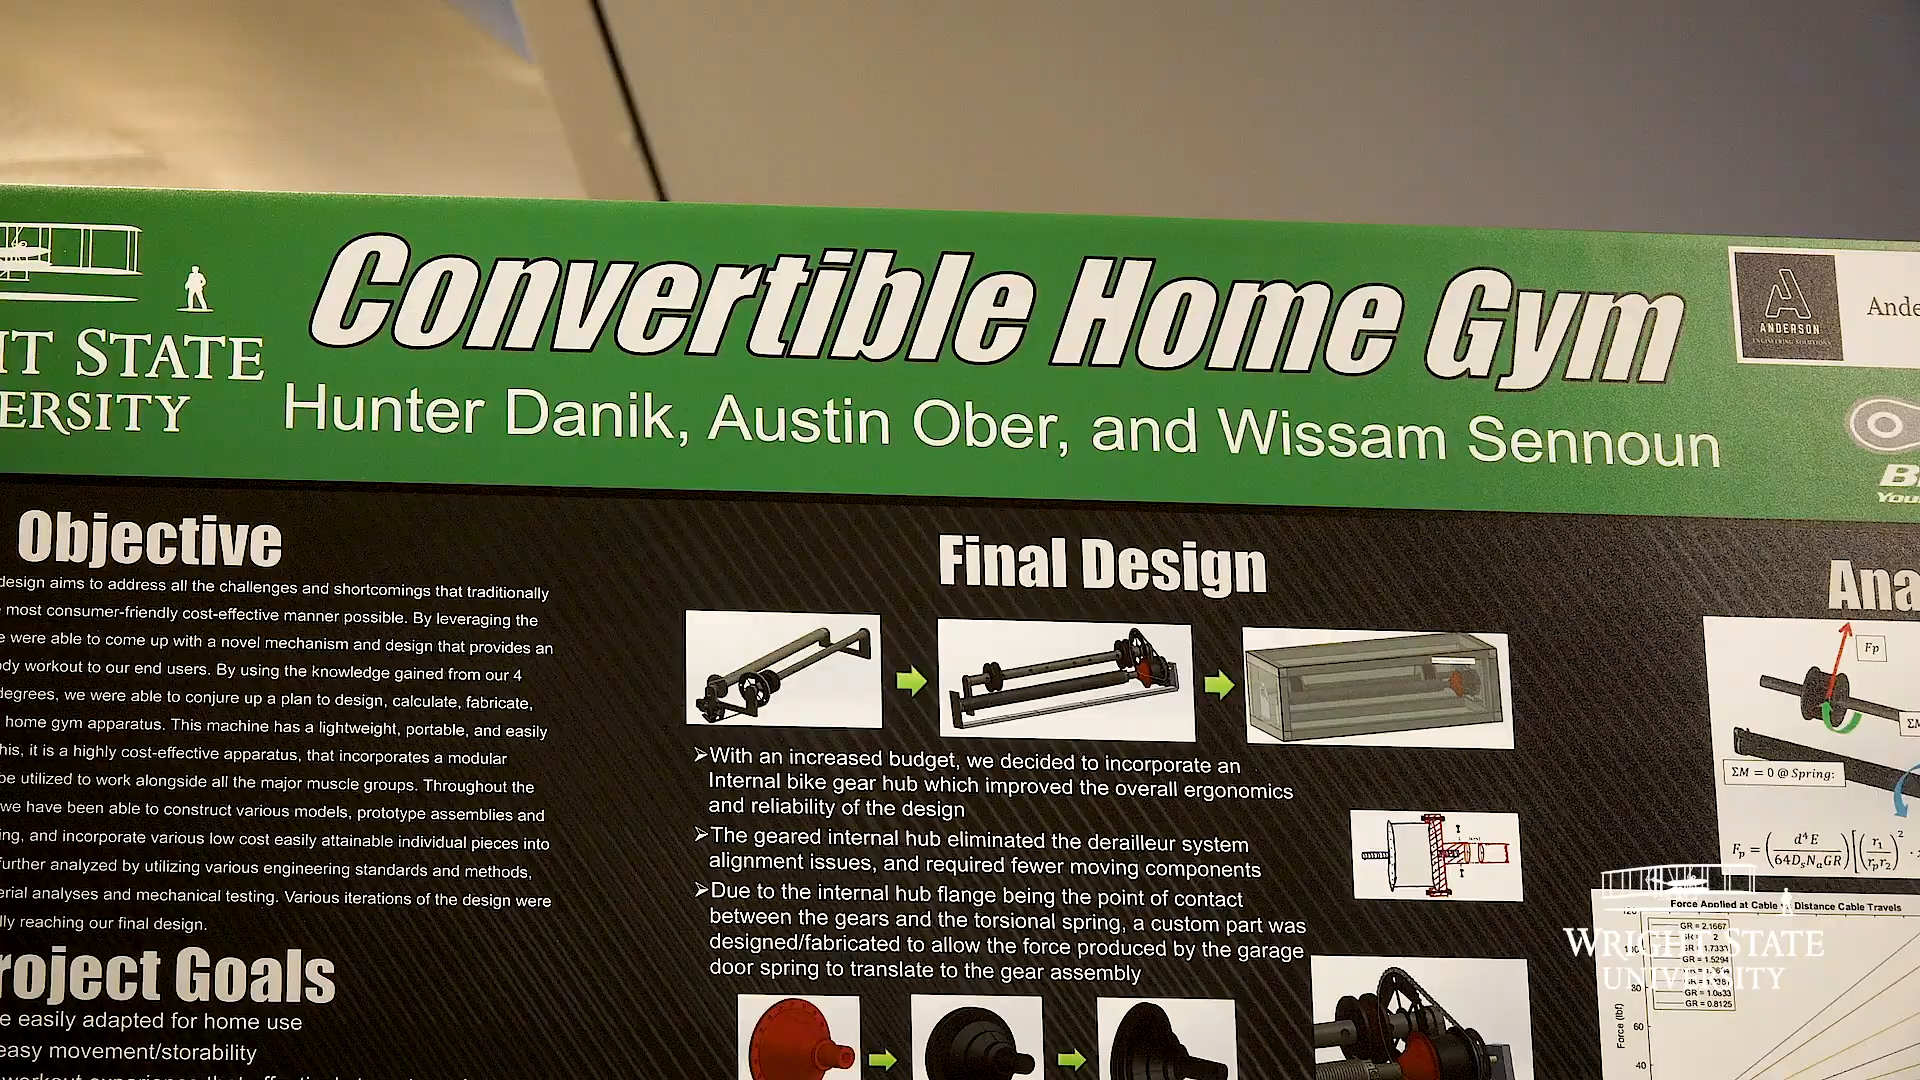 Convertible Home Gym
Hunter Danik, Austin Ober, and Wissam Sennoun
STATE
ANDERSON
ENGINEERING SOLUTIONS
Objective
design aims to address all the challenges and shortcomings that traditionally
most consumer-friendly cost-effective manner possible. By leveraging the
were able to come up with a novel mechanism and design that provides an
workout to our end users. By using the knowledge gained from our 4
degrees, we were able to conjure up a plan to design, calculate, fabricate,
home gym apparatus. This machine has a lightweight, portable, and easily
it is a highly cost-effective apparatus, that incorporates a modular
be utilized to work alongside all the major muscle groups. Throughout the
we have been able to construct various models, prototype assemblies and
and incorporate various low cost easily attainable individual pieces into
further analyzed by utilizing various engineering standards and methods,
analyses and mechanical testing. Various iterations of the design were
reaching our final design.
Project Goals
easily adapted for home use
easy movement/storability
Final Design
➢With an increased budget, we decided to incorporate an
Internal bike gear hub which improved the overall ergonomics
and reliability of the design
➢The geared internal hub eliminated the derailleur system
alignment issues, and required fewer moving components
➢Due to the internal hub flange being the point of contact
between the gears and the torsional spring, a custom part was
designed/fabricated to allow the force produced by the garage
door spring to translate to the gear assembly
Fp
ΣM = 0 @ Spring:
Force Applied at Cable vs Distance Cable Travels
GR = 2.1667
GR = 2
GR = 1.5294
GR = 1.0833
GR = 0.8125
Force (lbf)
80
60
40
WRIGHT STATE
UNIVERSITY